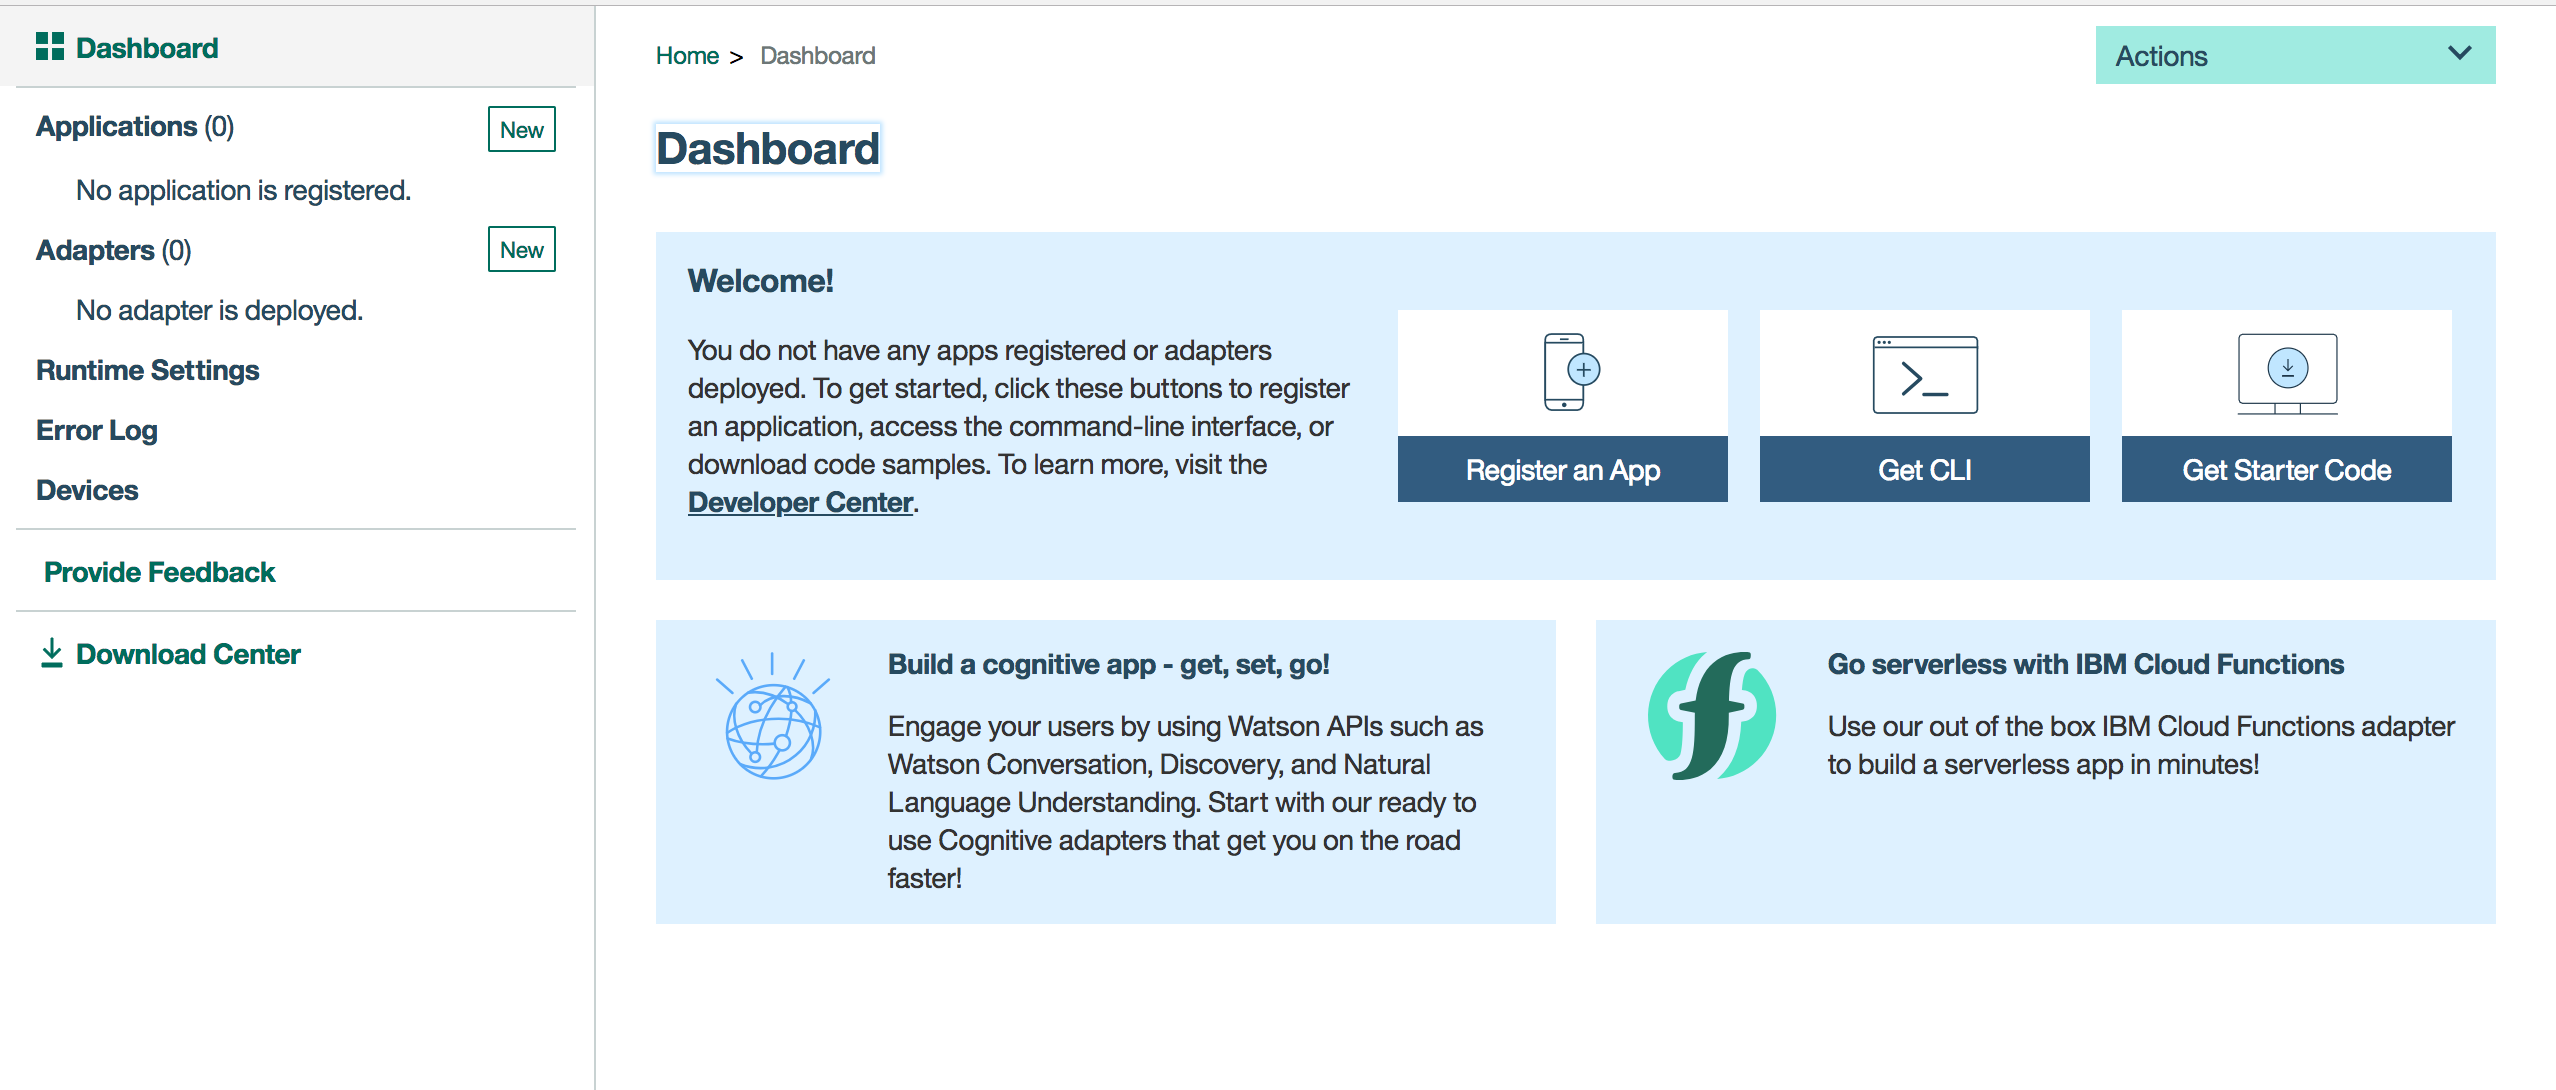 Dashboard
Applications (0)
New
No application is registered.
Adapters (0)
New
No adapter is deployed.
Runtime Settings
Error Log
Devices
Provide Feedback
Download Center
Home > Dashboard
Actions
Dashboard
Welcome!
You do not have any apps registered or adapters
deployed. To get started, click these buttons to register
an application, access the command-line interface, or
download code samples. To learn more, visit the
Developer Center.
Register an App
Get CLI
Get Starter Code
Build a cognitive app - get, set, go!
Engage your users by using Watson APIs such as
Watson Conversation, Discovery, and Natural
Language Understanding. Start with our ready to
use Cognitive adapters that get you on the road
faster!
Go serverless with IBM Cloud Functions
Use our out of the box IBM Cloud Functions adapter
to build a serverless app in minutes!